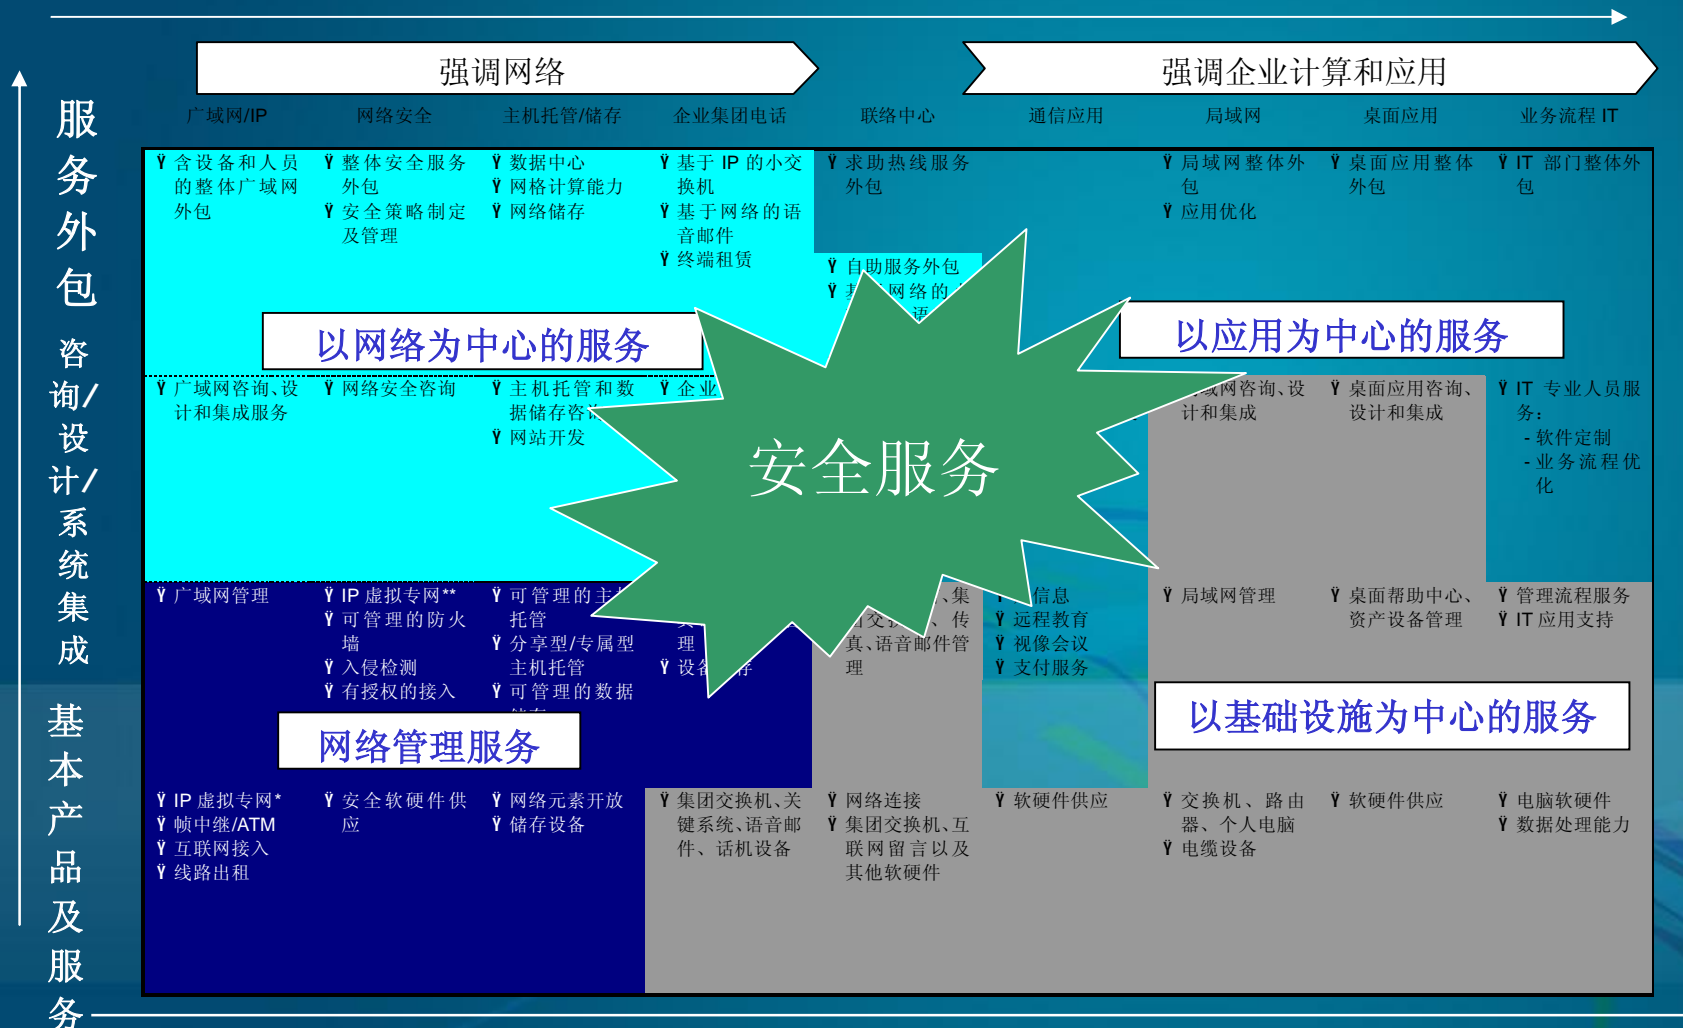 强调网络
强调企业计算和应用
广域网/IP
网络安全
主机托管/储存
企业集团电话
联络中心
通信应用
局域网
桌面应用
业务流程 IT
服务外包
咨询/设计/系统集成
基本产品及服务
Ÿ 含设备和人员
的整体广域网
外包
Ÿ 整体安全服务
外包
Ÿ 安全策略制定
及管理
Ÿ 数据中心
Ÿ 网格计算能力
Ÿ 网络储存
Ÿ 基于 IP 的小交
换机
Ÿ 基于网络的语
音邮件
Ÿ 终端租赁
Ÿ 求助热线服务
外包
Ÿ 自助服务外包
Ÿ 网络的
语
Ÿ 局域网整体外
包
Ÿ 应用优化
Ÿ 桌面应用整体
外包
Ÿ IT 部门整体外
包
以网络为中心的服务
以应用为中心的服务
Ÿ 广域网咨询、设
计和集成服务
Ÿ 网络安全咨询
Ÿ 主机托管和数
据储存咨
Ÿ 网站开发
Ÿ 企业
域网咨询、设
计和集成
Ÿ 桌面应用咨询、
设计和集成
Ÿ IT 专业人员服
务:
- 软件定制
- 业务流程优
化
安全服务
Ÿ 广域网管理
Ÿ IP 虚拟专网**
Ÿ 可管理的防火
墙
Ÿ 入侵检测
Ÿ 有授权的接入
Ÿ 可管理的主
托管
Ÿ 分享型/专属型
主机托管
Ÿ 可管理的数据
理
Ÿ 设备
、集
交换 、传
真、语音邮件管
理
信息
Ÿ 远程教育
Ÿ 视像会议
Ÿ 支付服务
Ÿ 局域网管理
Ÿ 桌面帮助中心、
资产设备管理
Ÿ 管理流程服务
Ÿ IT 应用支持
网络管理服务
以基础设施为中心的服务
Ÿ IP 虚拟专网*
Ÿ 帧中继/ATM
Ÿ 互联网接入
Ÿ 线路出租
Ÿ 安全软硬件供
应
Ÿ 网络元素开放
Ÿ 储存设备
Ÿ 集团交换机、关
键系统、语音邮
件、话机设备
Ÿ 网络连接
Ÿ 集团交换机、互
联网留言以及
其他软硬件
Ÿ 软硬件供应
Ÿ 交换机、路由
器、个人电脑
Ÿ 电缆设备
Ÿ 软硬件供应
Ÿ 电脑软硬件
Ÿ 数据处理能力